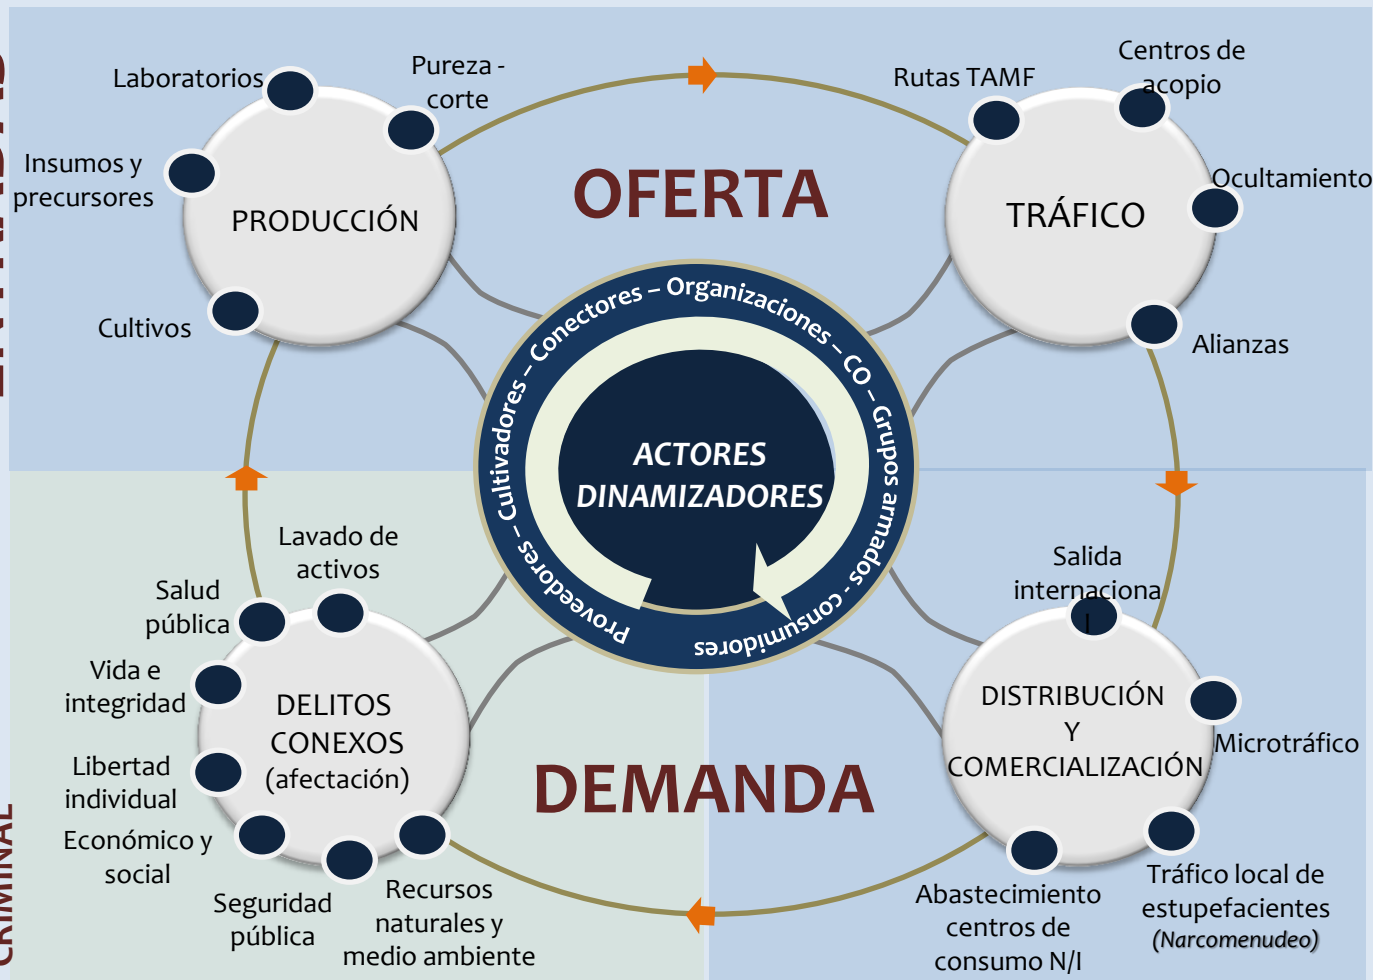 Laboratorios
Pureza -
corte
Insumos y
precursores
PRODUCCIÓN
Cultivos
OFERTA
Rutas TAMF
Centros de
acopio
Ocultamiento
TRÁFICO
Alianzas
Proveedores – Cultivadores – Conectores – Organizaciones – CO – Grupos armados - consumidores
ACTORES
DINAMIZADORES
Lavado de
activos
Salud
pública
Vida e
integridad
Libertad
individual
Económico y
social
Seguridad
pública
Recursos
naturales y
medio ambiente
DELITOS
CONEXOS
(afectación)
DEMANDA
Salida
internaciona
l
DISTRIBUCIÓN
Y
COMERCIALIZACIÓN
Microtráfico
Tráfico local de
estupefacientes
(Narcomenudeo)
Abastecimiento
centros de
consumo N/I
CRIMINAL